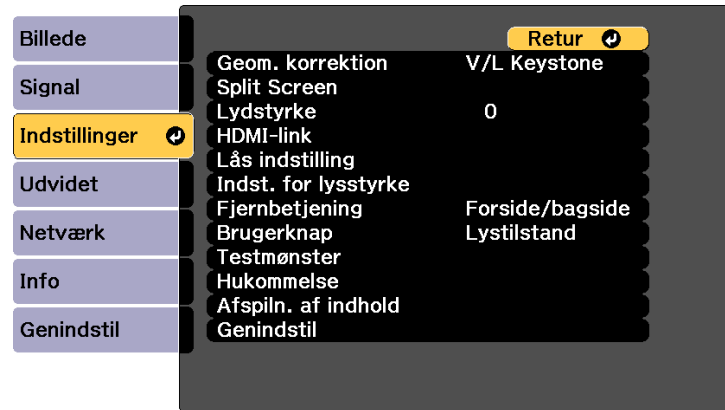 Billede
Signal
Indstillinger
Udvidet
Netværk
Info
Genindstil
Retur
Geom. korrektion V/L Keystone
Split Screen
Lydstyrke 0
HDMI-link
Lås indstilling
Indst. for lysstyrke
Fjernbetjening Forside/bagside
Brugerknap Lystilstand
Testmønster
Hukommelse
Afspiln. af indhold
Genindstil